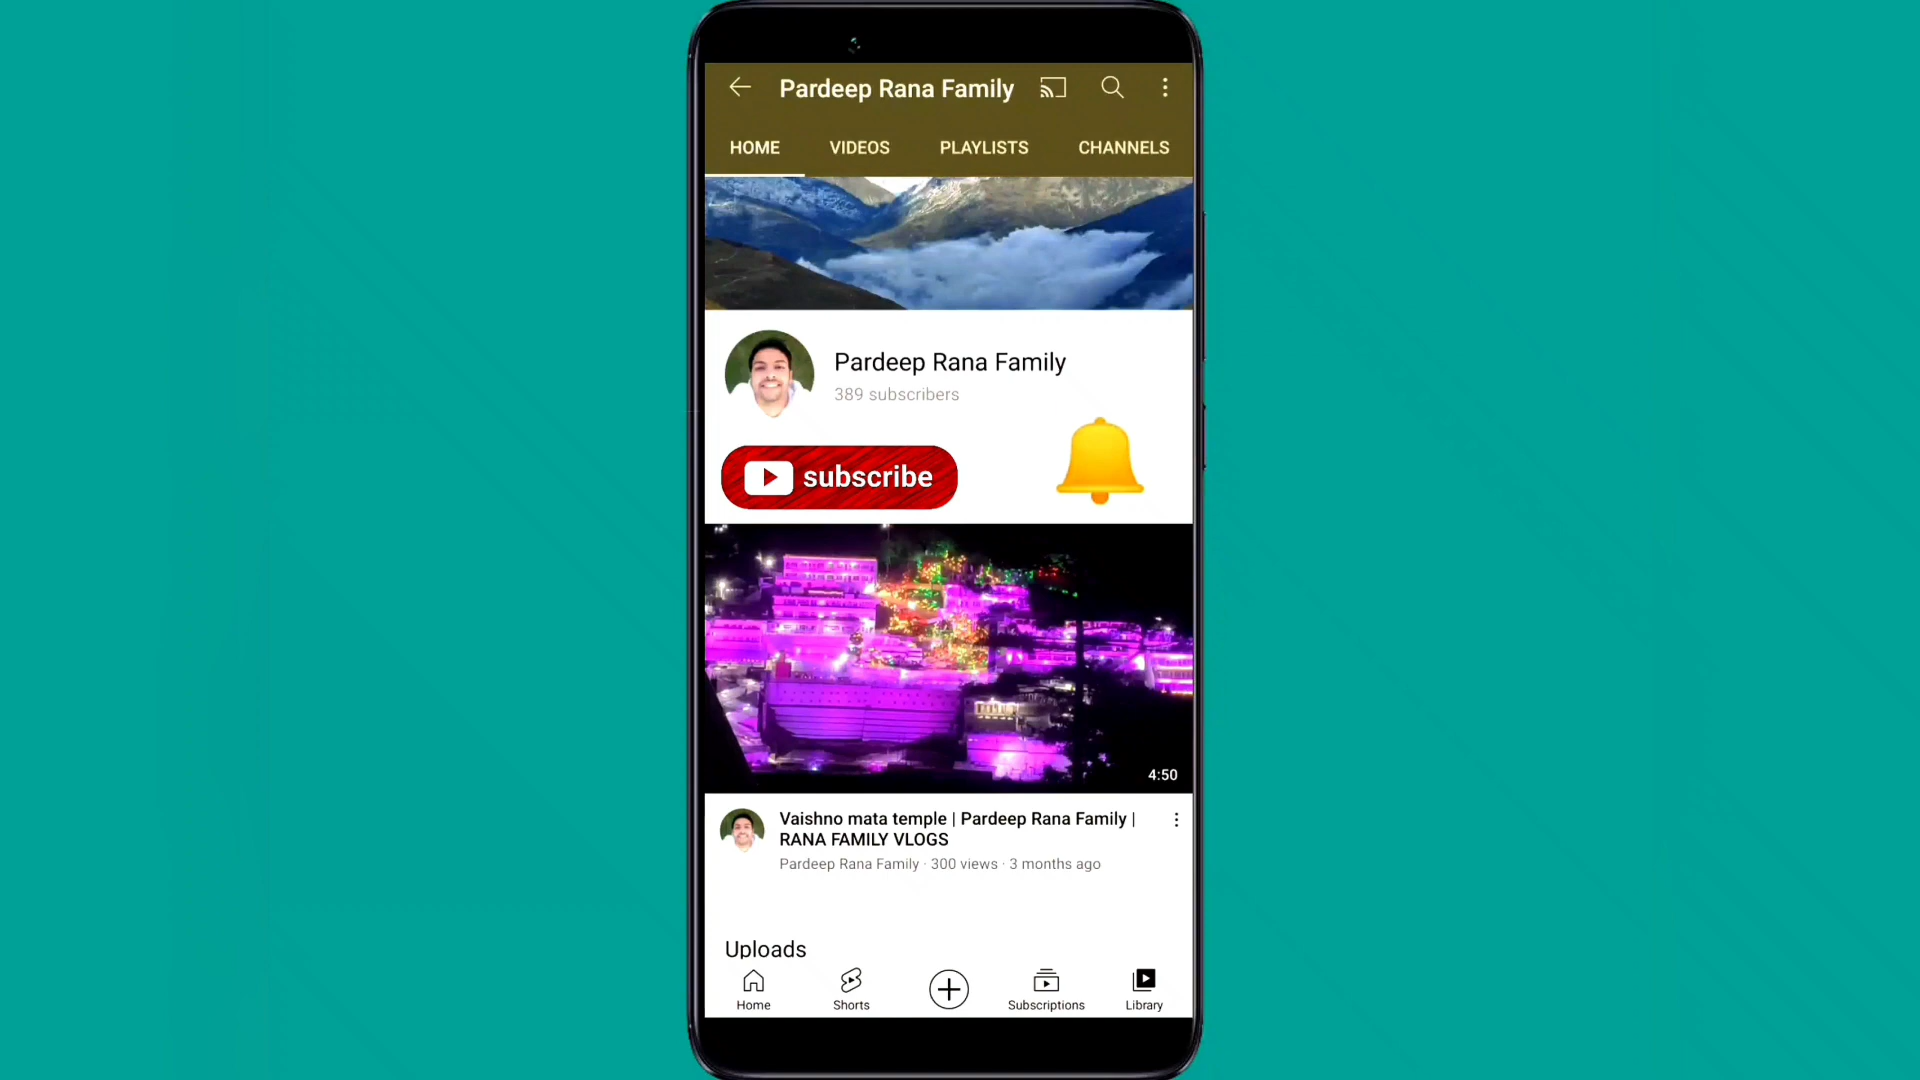 Pardeep Rana Family
HOME VIDEOS PLAYLISTS CHANNELS
Pardeep Rana Family
389 subscribers
subscribe
4:50
Vaishno mata temple | Pardeep Rana Family |
RANA FAMILY VLOGS
Pardeep Rana Family · 300 views · 3 months ago
Uploads
Home Shorts Subscriptions Library